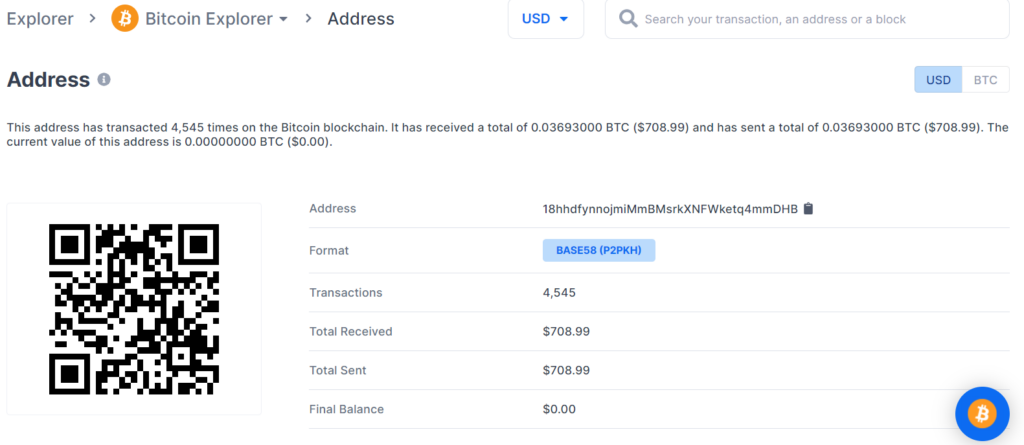 Explorer > Bitcoin Explorer > Address USD Search your transaction, an address or a block
Address USD BTC
This address has transacted 4,545 times on the Bitcoin blockchain. It has received a total of 0.03693000 BTC ($708.99) and has sent a total of 0.03693000 BTC ($708.99). The
current value of this address is 0.00000000 BTC ($0.00).
Address 18hhdfynnojmiMmBMsrkXNFWketq4mmDHB
Format BASE58 (P2PKH)
Transactions 4,545
Total Received $708.99
Total Sent $708.99
Final Balance $0.00